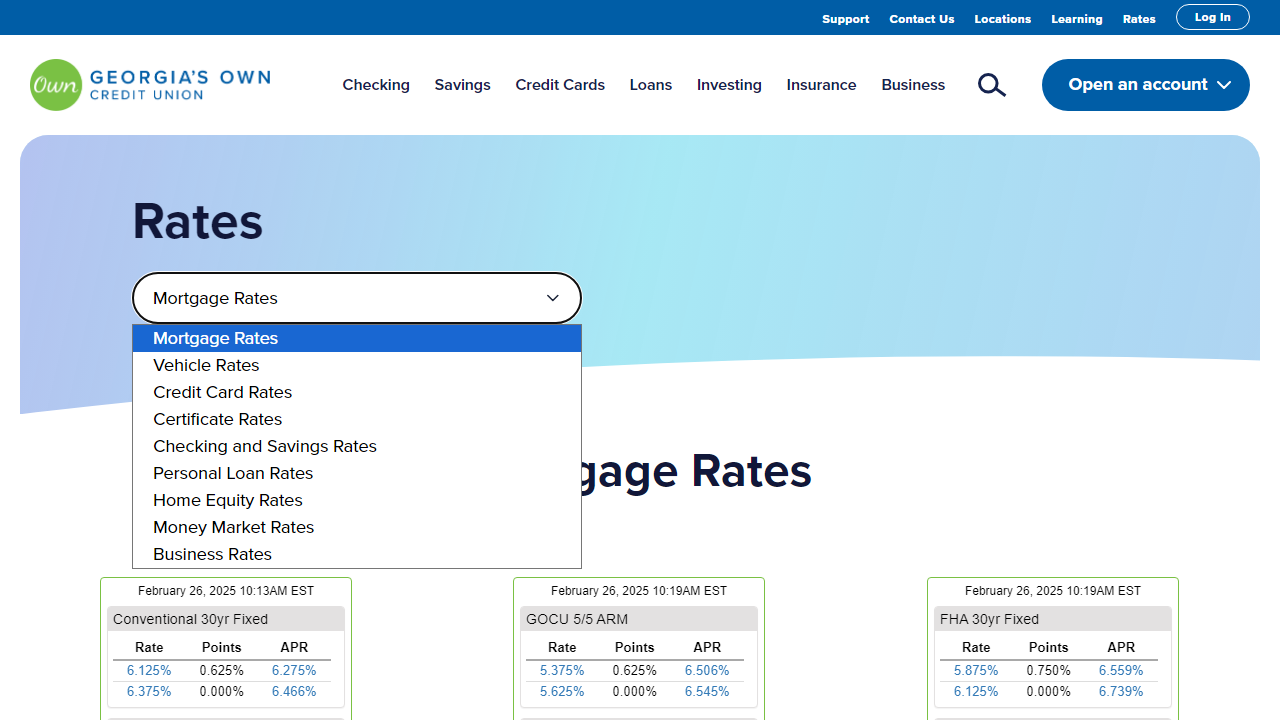 Support Contact Us Locations Learning Rates Log In
Own GEORGIA'S OWN
CREDIT UNION
Checking Savings Credit Cards Loans Investing Insurance Business Open an account
Rates
Mortgage Rates
Mortgage Rates
Vehicle Rates
Credit Card Rates
Certificate Rates
Checking and Savings Rates
Personal Loan Rates
Home Equity Rates
Money Market Rates
Business Rates
gage Rates
February 26, 2025 10:13AM EST
Conventional 30yr Fixed
Rate Points APR
6.125% 0.625% 6.275%
6.375% 0.000% 6.466%
February 26, 2025 10:19AM EST
GOCU 5/5 ARM
Rate Points APR
5.375% 0.625% 6.506%
5.625% 0.000% 6.545%
February 26, 2025 10:19AM EST
FHA 30yr Fixed
Rate Points APR
5.875% 0.750% 6.559%
6.125% 0.000% 6.739%